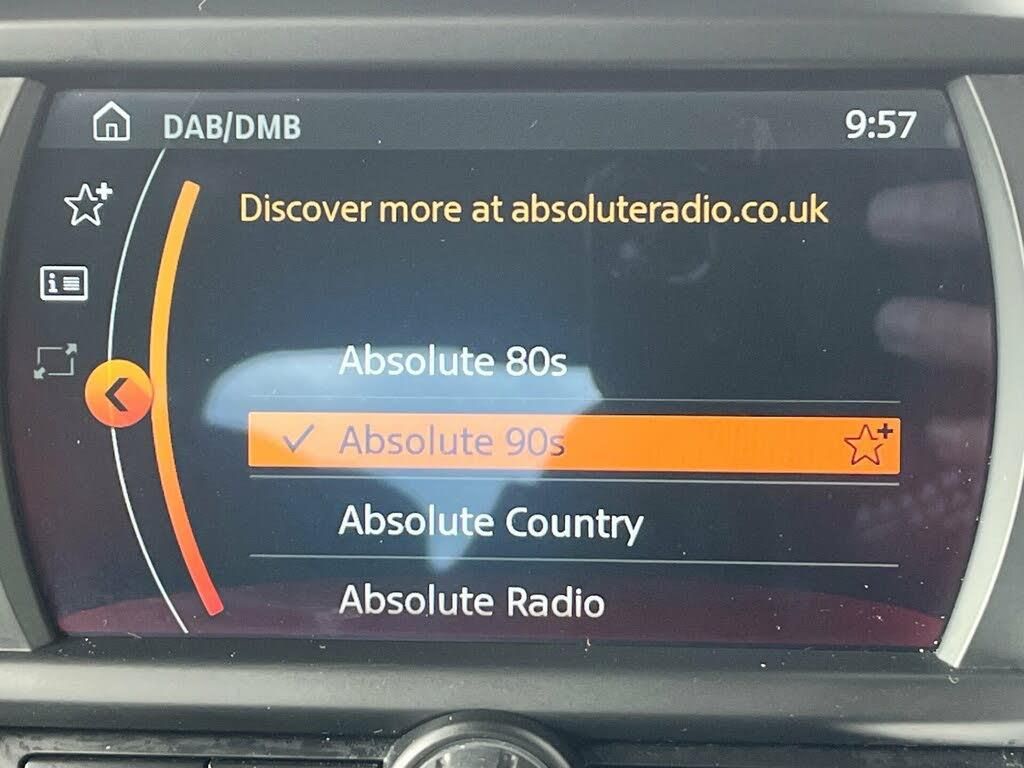 DAB/DMB
9:57
Discover more at absoluteradio.co.uk
Absolute 80s
Absolute 90s
Absolute Country
Absolute Radio